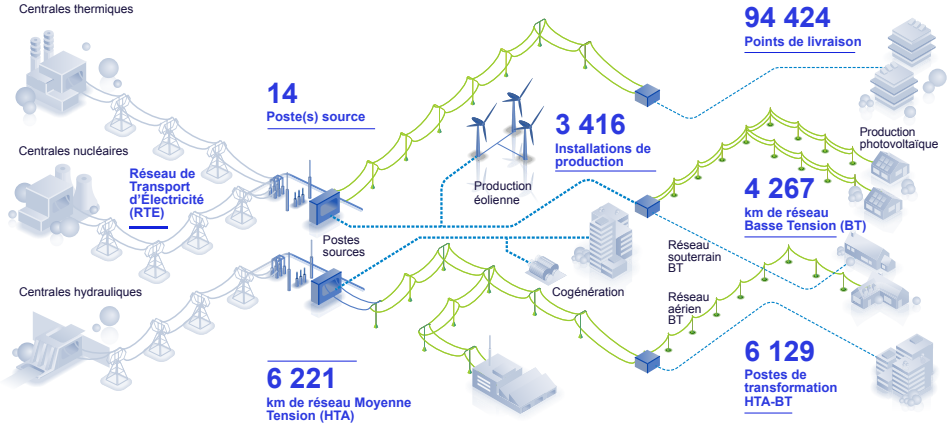 Centrales thermiques
94 424
Points de livraison
14
Poste(s) source
3 416
Installations de
production
Production
photovoltaïque
Centrales nucléaires
Réseau de
Transport
d’Électricité
(RTE)
Production
éolienne
4 267
km de réseau
Basse Tension (BT)
Postes
sources
Réseau
souterrain
BT
Centrales hydrauliques
Cogénération
Réseau
aérien
BT
6 221
km de réseau Moyenne
Tension (HTA)
6 129
Postes de
transformation
HTA-BT